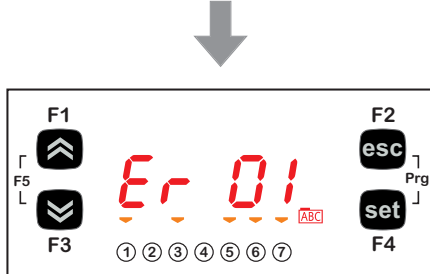 F1
F2
esc
F5
Er 01
Prg
ABC
set
F3
① ② ③ ④ ⑤ ⑥ ⑦
F4